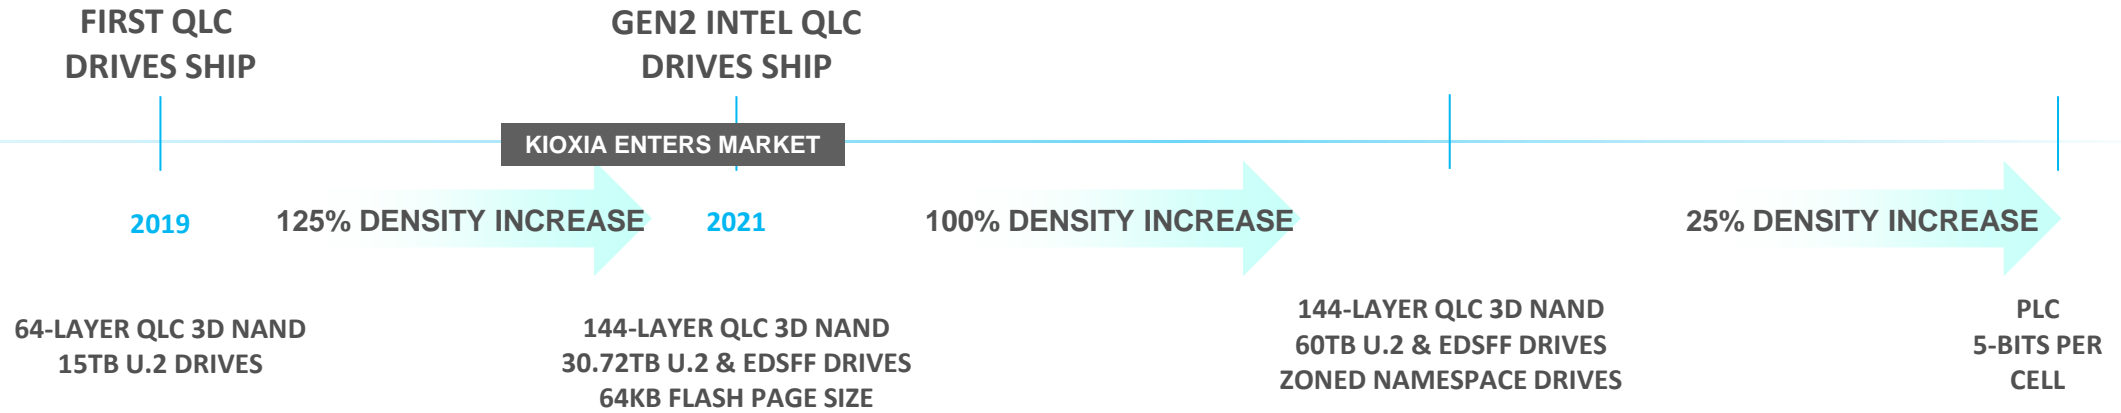 FIRST QLC
DRIVES SHIP
GEN2 INTEL QLC
DRIVES SHIP
KIOXIA ENTERS MARKET
2019
125% DENSITY INCREASE
2021
100% DENSITY INCREASE
25% DENSITY INCREASE
64-LAYER QLC 3D NAND
15TB U.2 DRIVES
144-LAYER QLC 3D NAND
30.72TB U.2 & EDSFF DRIVES
64KB FLASH PAGE SIZE
144-LAYER QLC 3D NAND
60TB U.2 & EDSFF DRIVES
ZONED NAMESPACE DRIVES
PLC
5-BITS PER
CELL